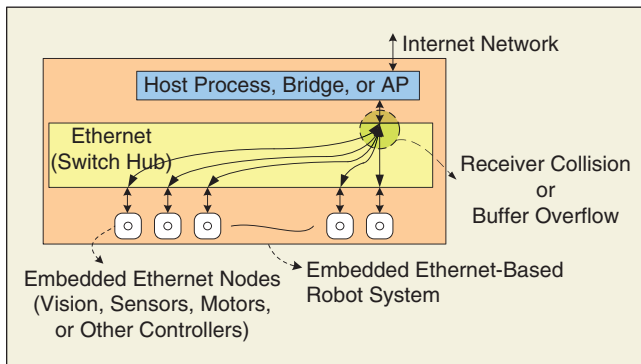 Internet Network
Host Process, Bridge, or AP
Ethernet
(Switch Hub)
Receiver Collision
or
Buffer Overflow
Embedded Ethernet Nodes
(Vision, Sensors, Motors,
or Other Controllers)
Embedded Ethernet-Based
Robot System